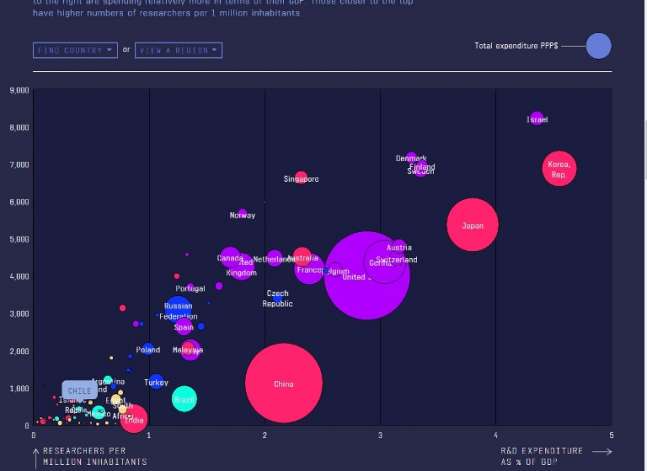 to the right are spending relatively more in terms of their GDP. Those closer to the top
have higher numbers of researchers per 1 million inhabitants.
FIND COUNTRY or VIEW A REGION
Total expenditure PPP$
9,000
8,000
7,000
6,000
5,000
4,000
3,000
2,000
1,000
0
Israel
Denmark
Finland
Sweden
Korea,
Rep.
Singapore
Norway
Japan
Austria
Canada
Kingdom
Netherlands
Australia
Switzerland
France
United
Portugal
Czech
Republic
Russian
Federation
Spain
Poland
Malaysia
China
Turkey
Argentina
CHILE
Brazil
India
0 1 2 3 4 5
RESEARCHERS PER
MILLION INHABITANTS
R&D EXPENDITURE
AS % OF GDP